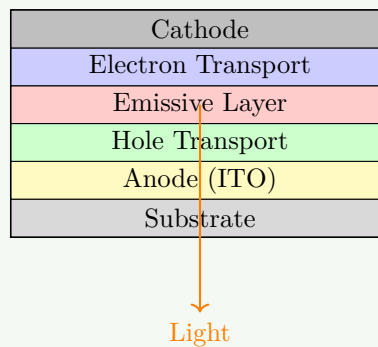 Cathode
Electron Transport
Emissive Layer
Hole Transport
Anode (ITO)
Substrate
Light